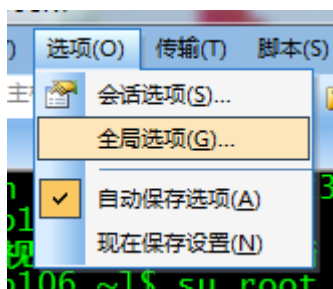 选项(O) 传输(T) 脚本(S)
会话选项(S)...
全局选项(G)...
自动保存选项(A)
现在保存设置(N)
106 ~]$ su root